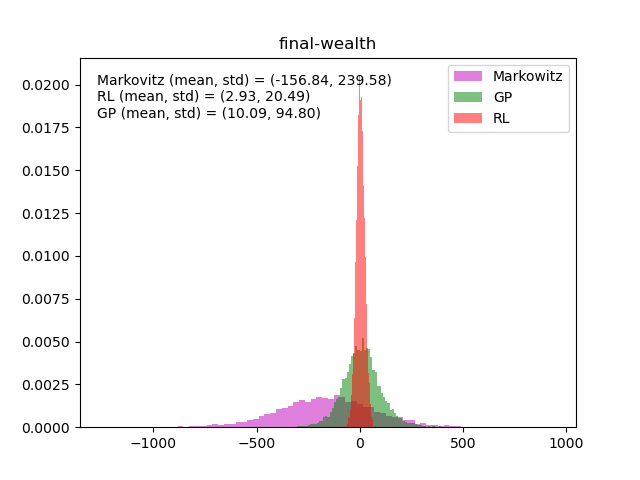 final-wealth
Markovitz (mean, std) = (-156.84, 239.58)
RL (mean, std) = (2.93, 20.49)
GP (mean, std) = (10.09, 94.80)
Markowitz
GP
RL
0.0200
0.0175
0.0150
0.0125
0.0100
0.0075
0.0050
0.0025
0.0000
−1000 −500 0 500 1000